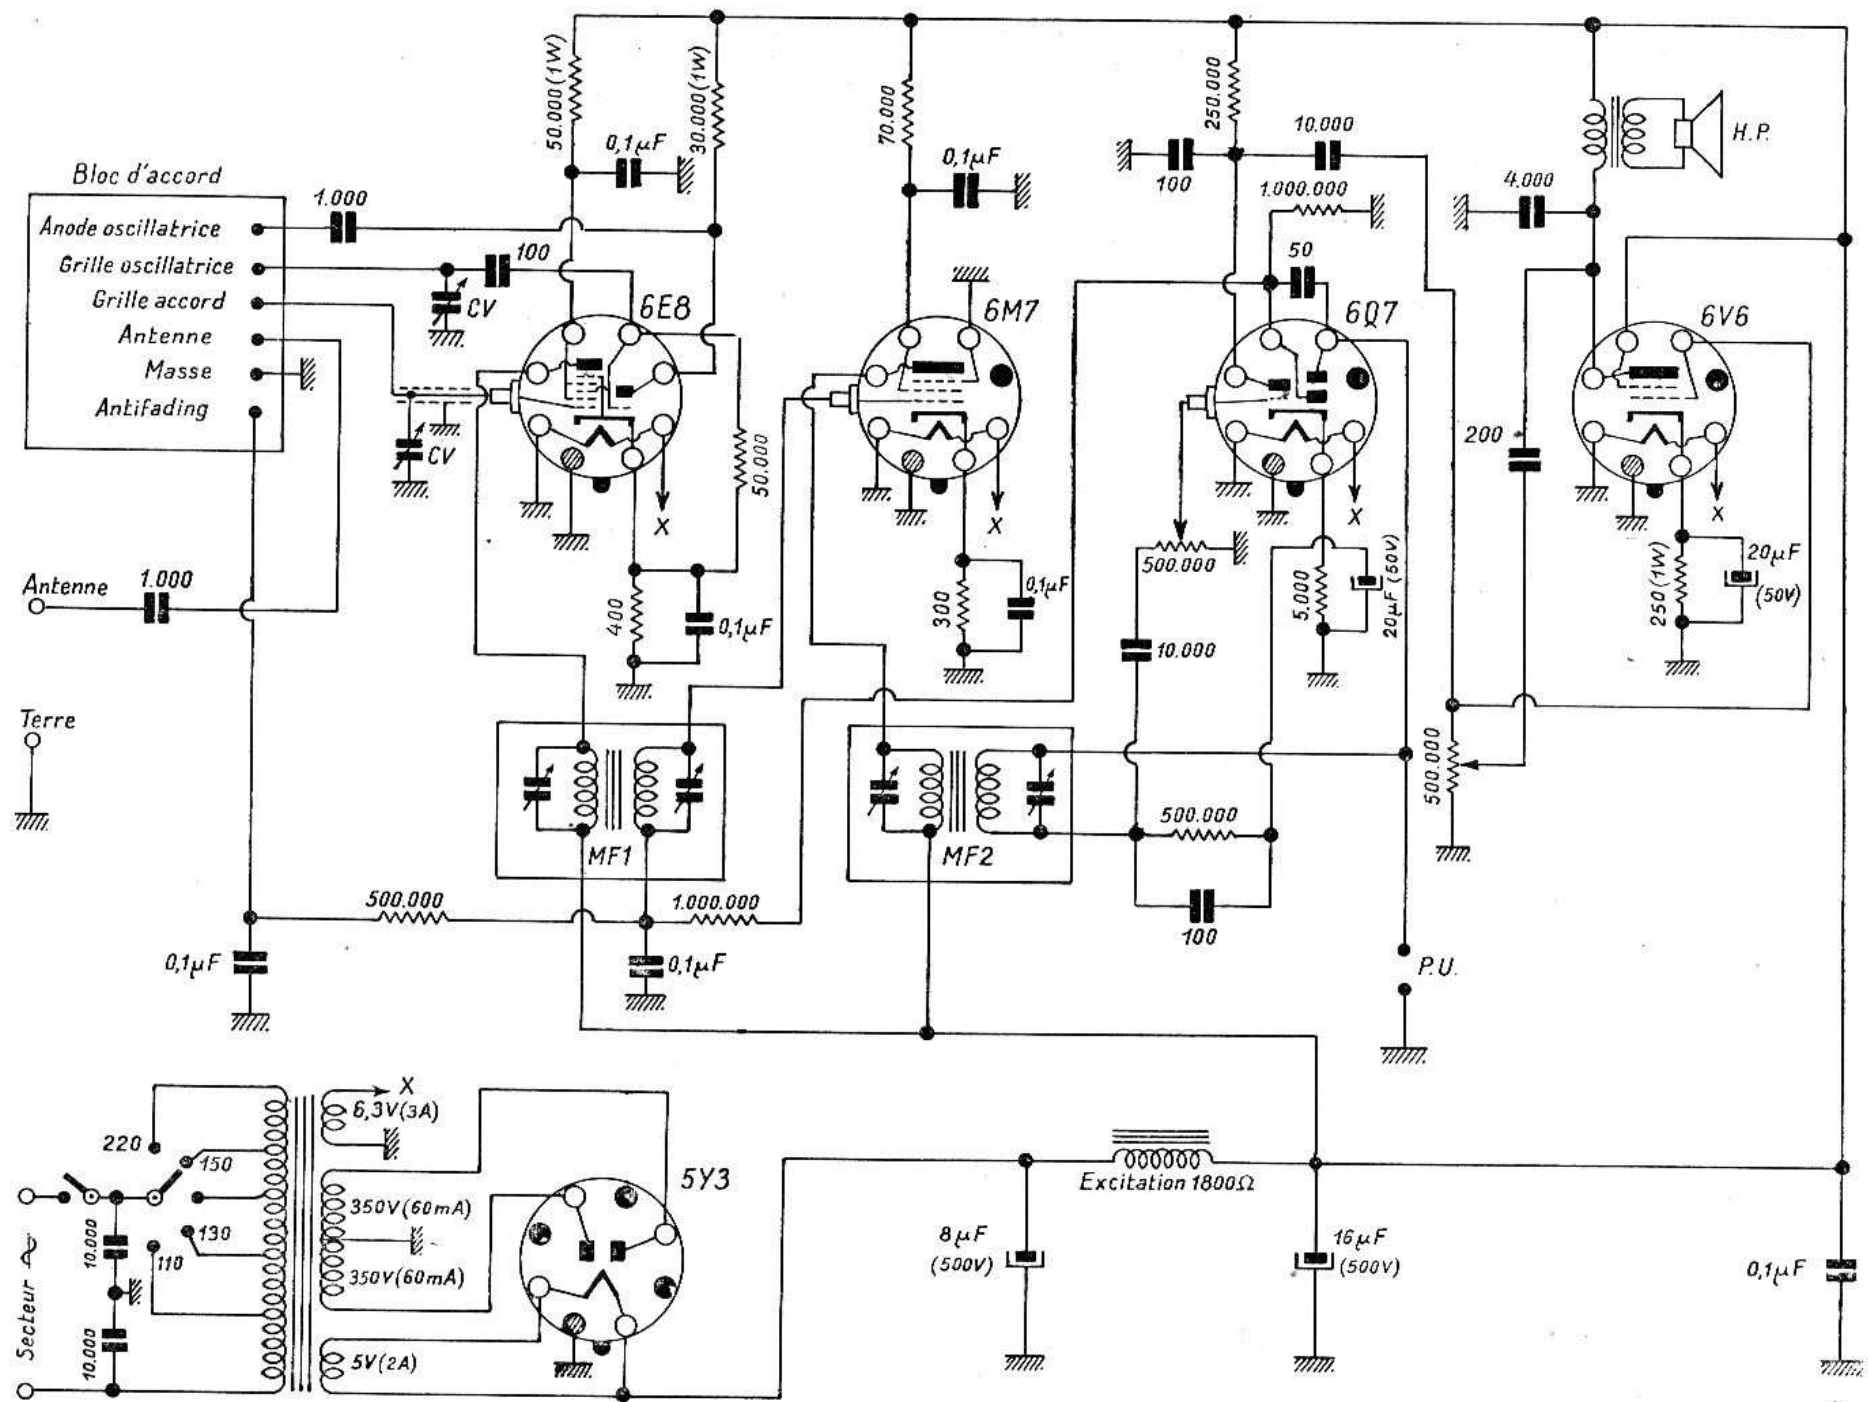 50.000 (1W)
30.000 (1W)
0,1µF
70.000
0,1µF
250.000
10.000
100
1.000.000
4.000
H.P.
Bloc d'accord
1.000
Anode oscillatrice
Grille oscillatrice
Grille accord
Antenne
Masse
Antifading
100
CV
CV
6E8
6M7
50
6Q7
6V6
50.000
200
X
X
X
X
Antenne
1.000
400
0,1µF
300
0,1µF
500.000
10.000
5.000
20µF (50V)
250 (1W)
20µF
(50V)
Terre
MF1
MF2
500.000
100
500.000
500.000
1.000.000
0,1µF
0,1µF
P.U.
X
6,3V (3A)
220
150
130
110
350V (60mA)
350V (60mA)
5V (2A)
5Y3
Secteur
10.000
10.000
Excitation 1800Ω
8µF
(500V)
16µF
(500V)
0,1µF